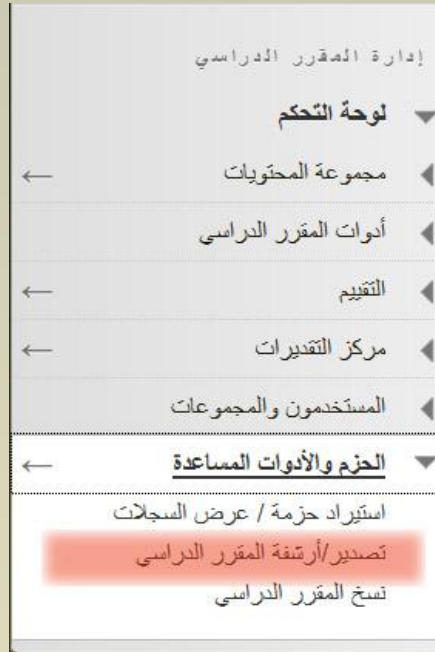 إدارة المقرر الدراسي
لوحة التحكم
مجموعة المحتويات
أدوات المقرر الدراسي
التقييم
مركز التقديرات
المستخدمون والمجموعات
الحزم والأدوات المساعدة
استيراد حزمة / عرض السجلات
تصدير/أرشفة المقرر الدراسي
نسخ المقرر الدراسي